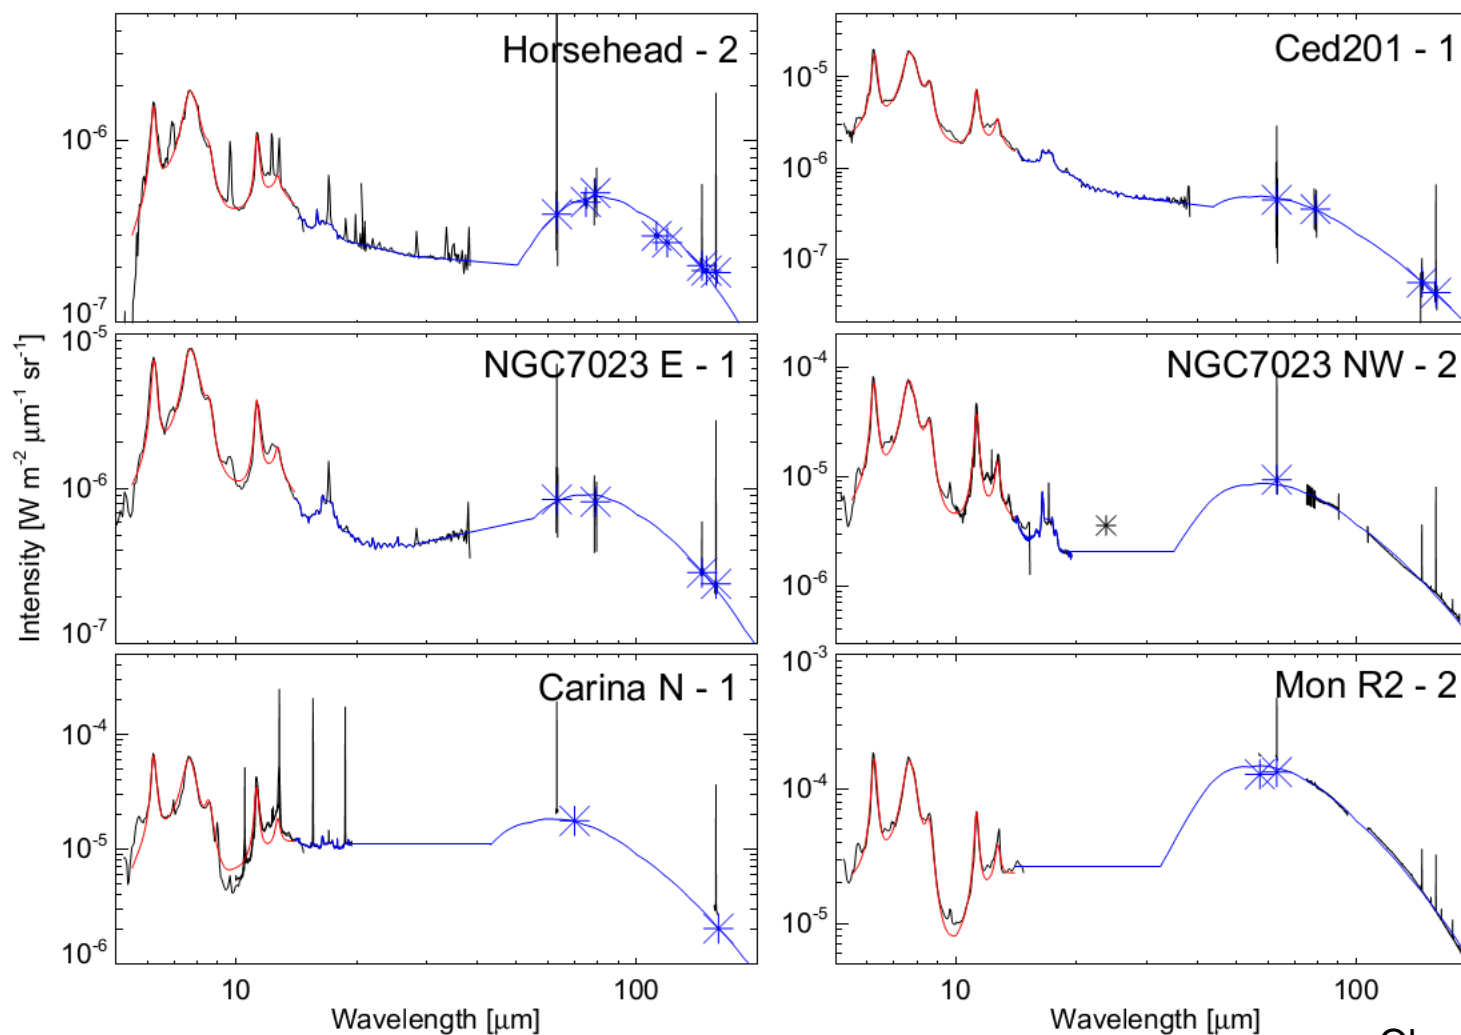 Horsehead - 2
Ced201 - 1
10⁻⁶
10⁻⁷
10⁻⁵
10⁻⁶
10⁻⁷
NGC7023 E - 1
NGC7023 NW - 2
10⁻⁵
10⁻⁶
10⁻⁷
10⁻⁴
10⁻⁵
10⁻⁶
Intensity [W m⁻² μm⁻¹ sr⁻¹]
Carina N - 1
Mon R2 - 2
10⁻⁴
10⁻⁵
10⁻⁶
10⁻³
10⁻⁴
10⁻⁵
10
100
10
100
Wavelength [μm]
Wavelength [μm]